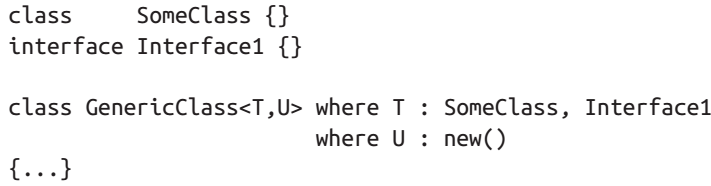 class     SomeClass {}
interface Interface1 {}

class GenericClass<T,U> where T : SomeClass, Interface1
                        where U : new()
{...}